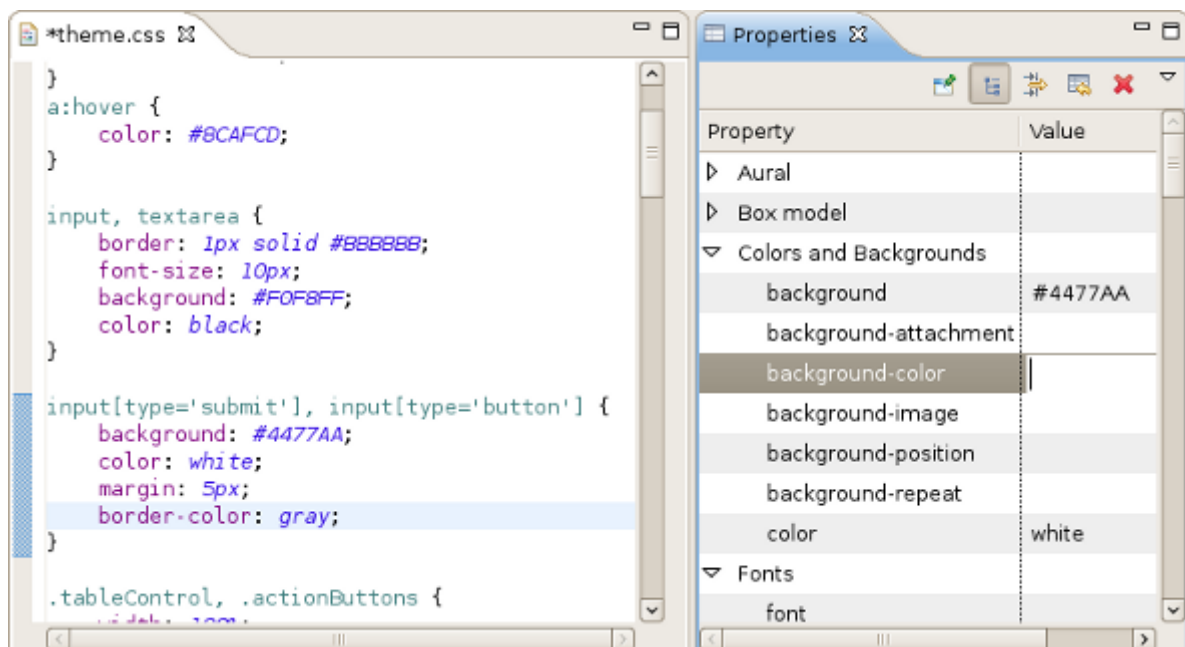 *theme.css
}
a:hover {
color: #8CAFCD;
}
input, textarea {
border: 1px solid #BBBBBB;
font-size: 10px;
background: #F0F8FF;
color: black;
}
input[type='submit'], input[type='button'] {
background: #4477AA;
color: white;
margin: 5px;
border-color: gray;
}
.tableControl, .actionButtons {
Properties
Property Value
Aural
Box model
Colors and Backgrounds
background #4477AA
background-attachment
background-color
background-image
background-position
background-repeat
color white
Fonts
font